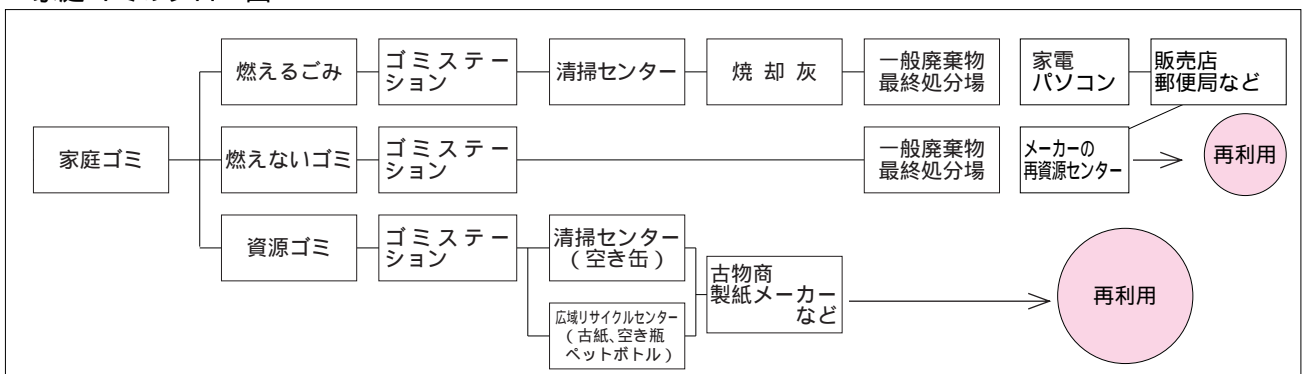 燃えるごみ
ゴミステー
ション
清掃センター
焼 却 灰
一般廃棄物
最終処分場
家電
パソコン
販売店
郵便局など
家庭ゴミ
燃えないゴミ
ゴミステー
ション
一般廃棄物
最終処分場
メーカーの
再資源センター
再利用
資源ゴミ
ゴミステー
ション
清掃センター
(空き缶)
広域リサイクルセンター
(古紙、空き瓶
ペットボトル)
古物商
製紙メーカー
など
再利用